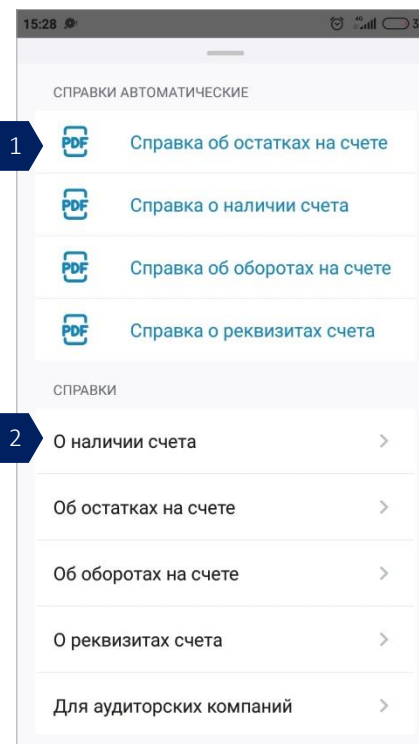 15:28
4G
3
СПРАВКИ АВТОМАТИЧЕСКИЕ
1
PDF Справка об остатках на счете
PDF Справка о наличии счета
PDF Справка об оборотах на счете
PDF Справка о реквизитах счета
СПРАВКИ
2
О наличии счета
Об остатках на счете
Об оборотах на счете
О реквизитах счета
Для аудиторских компаний